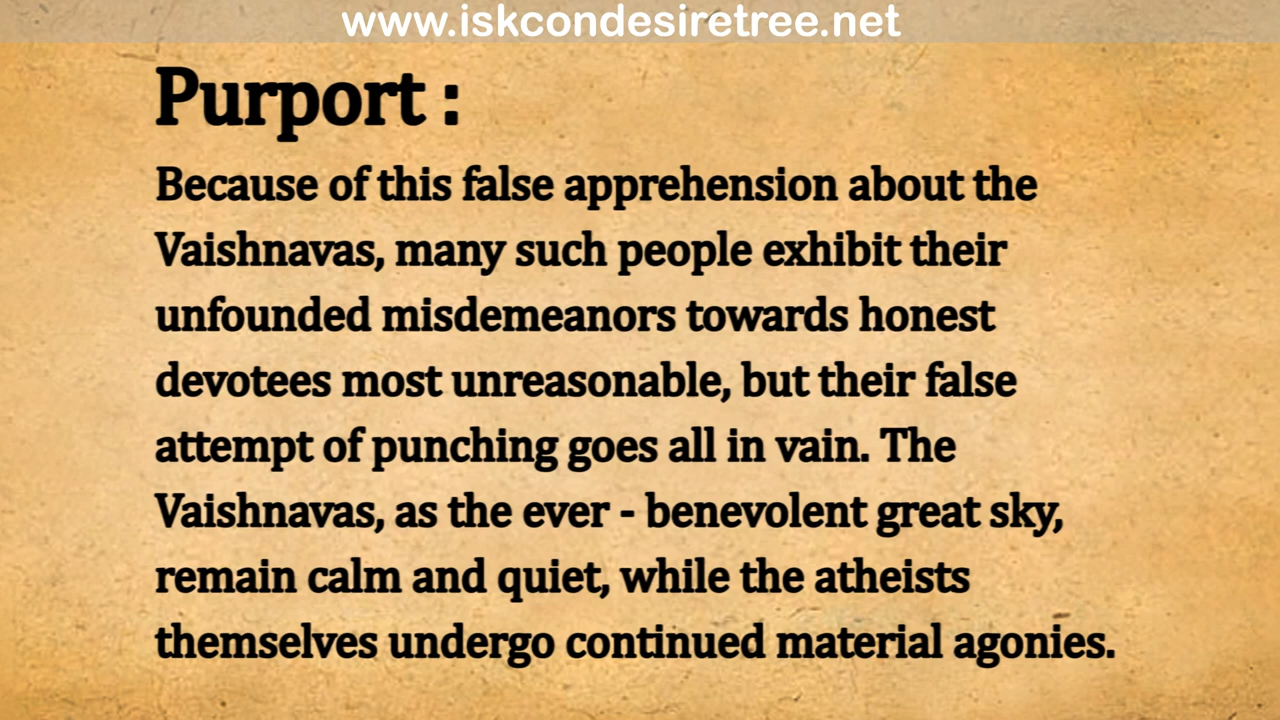 www.iskcondesiretree.net
Purport :
Because of this false apprehension about the
Vaishnavas, many such people exhibit their
unfounded misdemeanors towards honest
devotees most unreasonable, but their false
attempt of punching goes all in vain. The
Vaishnavas, as the ever - benevolent great sky,
remain calm and quiet, while the atheists
themselves undergo continued material agonies.